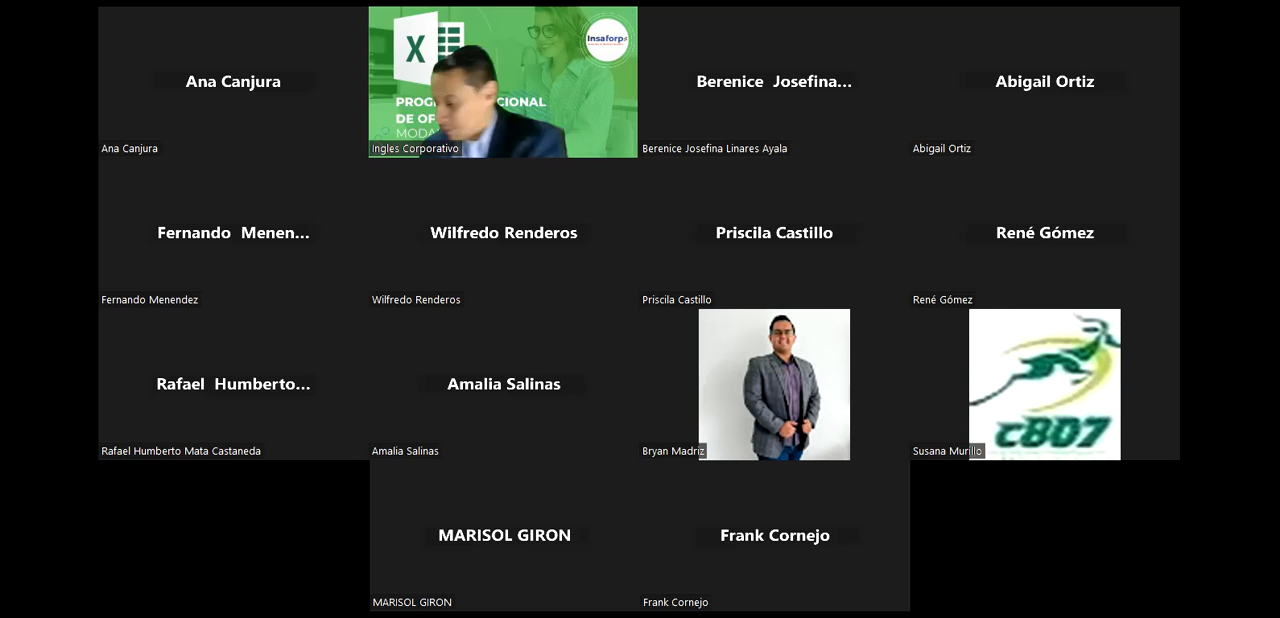 Ana Canjura
Ana Canjura
X
Insaforp
PROG
CIONAL
DE OF
MODA
Ingles Corporativo
Berenice Josefina...
Berenice Josefina Linares Ayala
Abigail Ortiz
Abigail Ortiz
Fernando Menen...
Fernando Menendez
Wilfredo Renderos
Wilfredo Renderos
Priscila Castillo
Priscila Castillo
René Gómez
René Gómez
Rafael Humberto...
Rafael Humberto Mata Castaneda
Amalia Salinas
Amalia Salinas
Bryan Madriz
c807
Susana Murillo
MARISOL GIRON
MARISOL GIRON
Frank Cornejo
Frank Cornejo